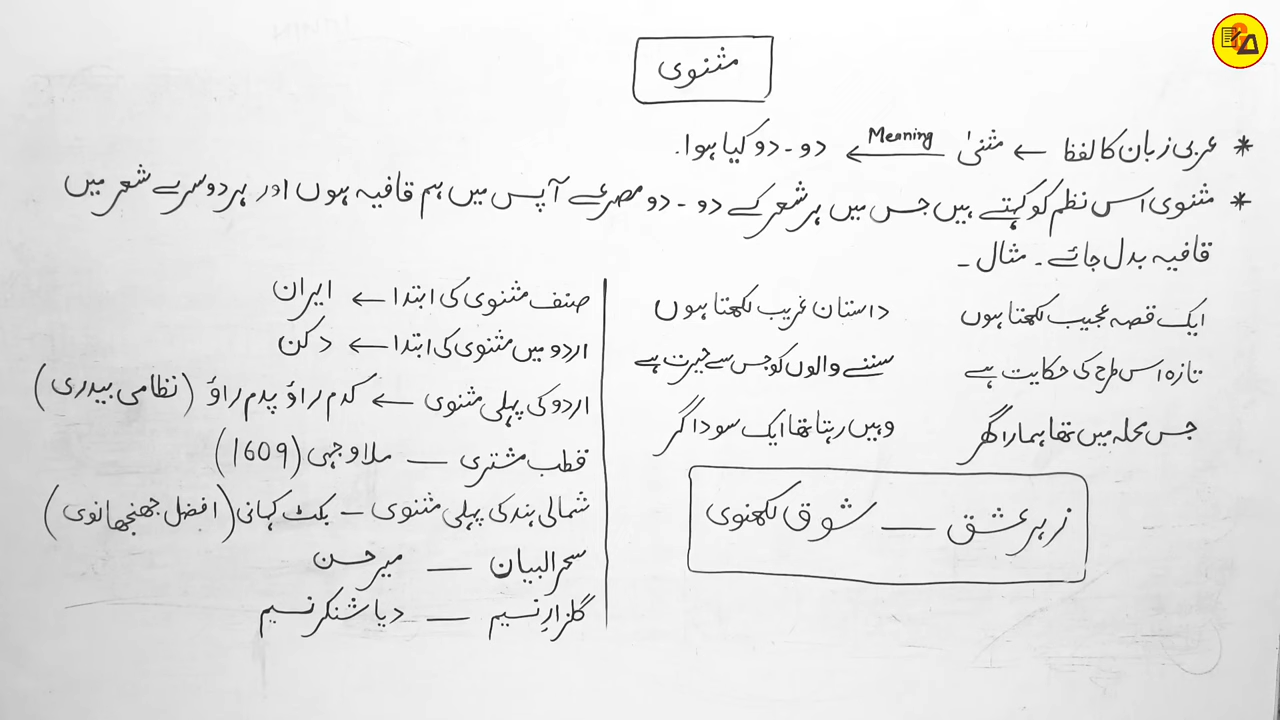 مثنوی
* عربی زبان کا لفظ ← مثنیٰ Meaning ← دو - دو کیا ہوا۔
* مثنوی اس نظم کو کہتے ہیں جس میں ہر شعر کے دو - دو مصرعے آپس میں ہم قافیہ ہوں اور ہر دوسرے شعر میں
قافیہ بدل جائے - مثال -
ایک قصہ عجیب لکھتا ہوں داستان غریب لکھتا ہوں
تازہ اس طرح کی حکایت ہے سننے والوں کو جس سے حیرت ہے
جس محلہ میں تھا ہمارا گھر وہیں رہتا تھا ایک سوداگر
زہر عشق — شوق لکھنوی
صنف مثنوی کی ابتدا ← ایران
اردو میں مثنوی کی ابتدا ← دکن
اردو کی پہلی مثنوی ← کدم راؤ پدم راؤ (نظامی بیدری)
قطب مشتری — ملا وجہی (1609)
شمالی ہند کی پہلی مثنوی - بکٹ کہانی (افضل جھنجھانوی)
سحر البیان — میر حسن
گلزارِ نسیم — دیا شنکر نسیم